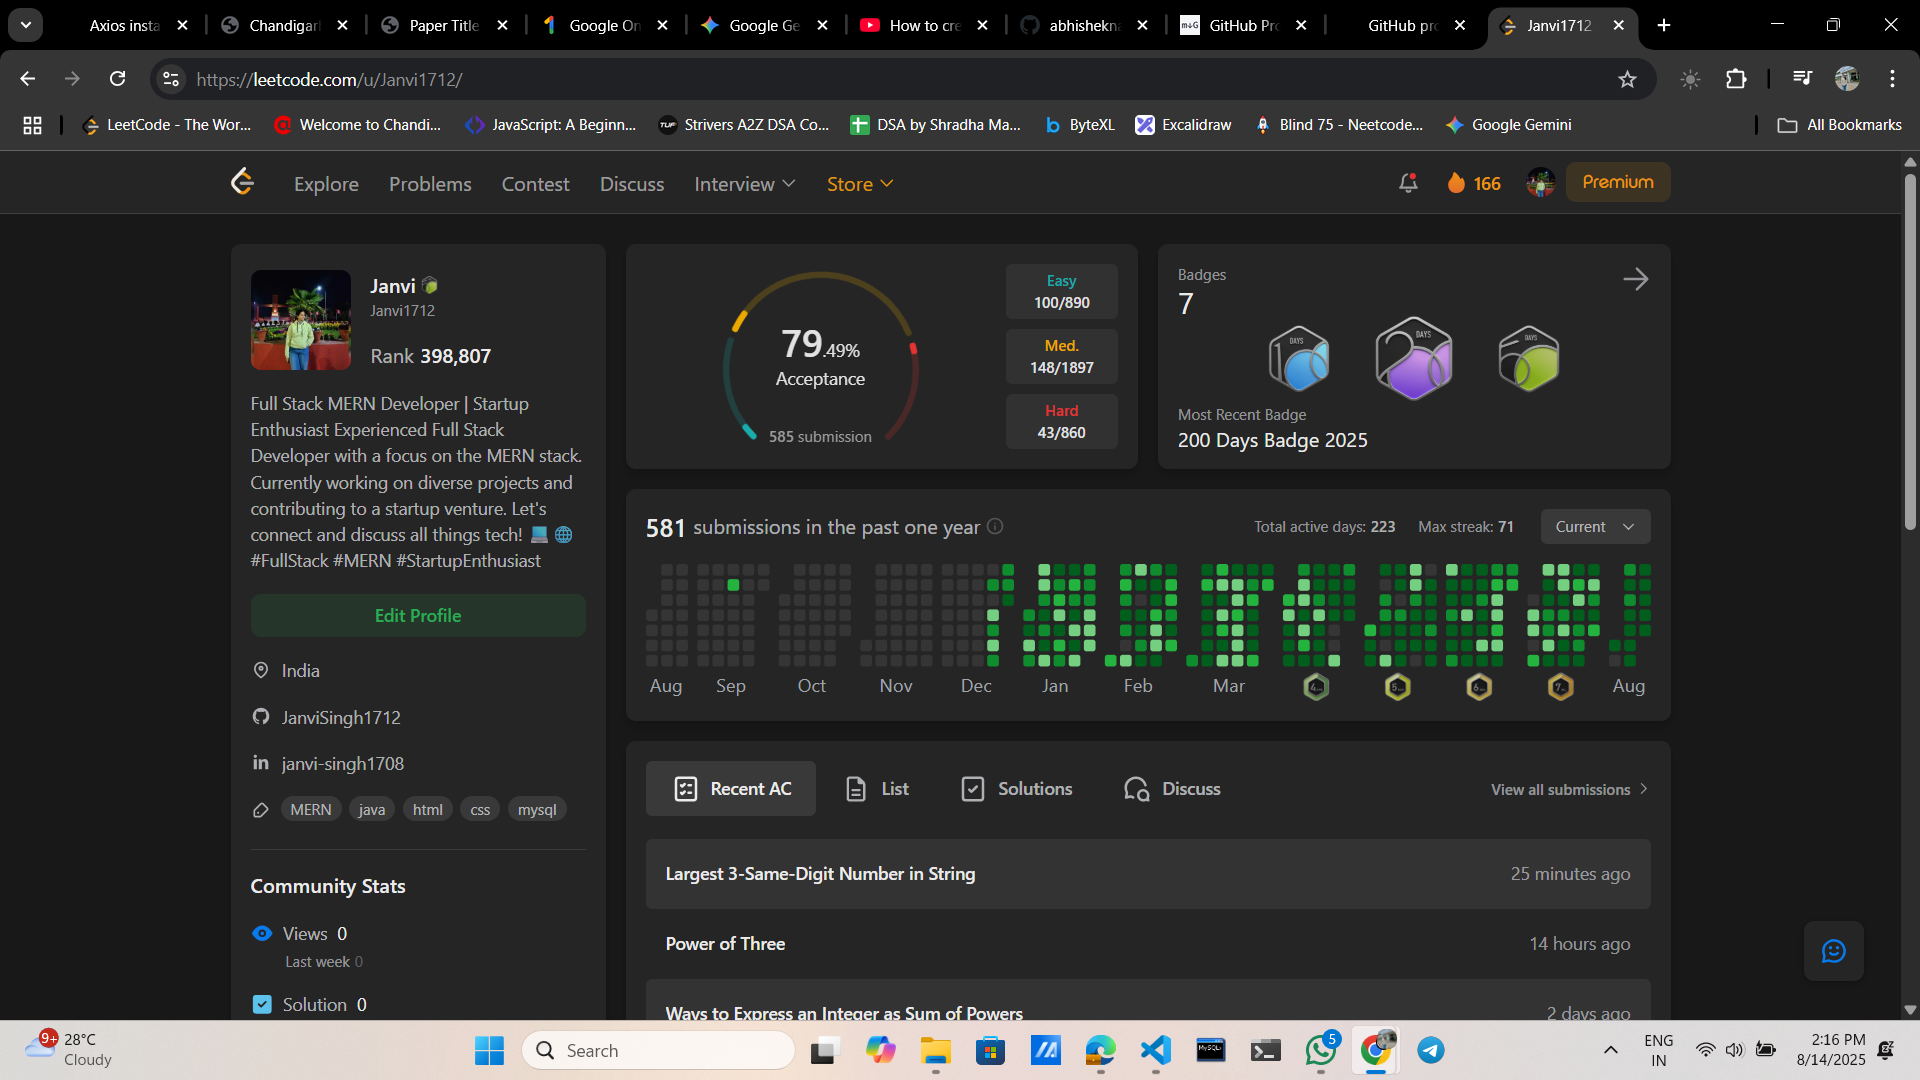 Axios insta
Chandigarh
Paper Title
Google On
Google Ge
How to cre
abhishekna
GitHub Pro
GitHub pro
Janvi1712
https://leetcode.com/u/Janvi1712/
LeetCode - The Wor...
Welcome to Chandi...
JavaScript: A Beginn...
TUF
Strivers A2Z DSA Co...
DSA by Shradha Ma...
ByteXL
Excalidraw
Blind 75 - Neetcode...
Google Gemini
All Bookmarks
Explore
Problems
Contest
Discuss
Interview
Store
166
Premium
Janvi
Janvi1712
Rank 398,807
Full Stack MERN Developer | Startup
Enthusiast Experienced Full Stack
Developer with a focus on the MERN stack.
Currently working on diverse projects and
contributing to a startup venture. Let's
connect and discuss all things tech! 💻 🌐
#FullStack #MERN #StartupEnthusiast
Edit Profile
India
JanviSingh1712
janvi-singh1708
MERN
java
html
css
mysql
Community Stats
Views 0
Last week 0
Solution 0
79.49%
Acceptance
585 submission
Easy
100/890
Med.
148/1897
Hard
43/860
Badges
7
DAYS
DAYS
DAYS
Most Recent Badge
200 Days Badge 2025
581 submissions in the past one year
Total active days: 223
Max streak: 71
Current
Aug
Sep
Oct
Nov
Dec
Jan
Feb
Mar
Aug
Recent AC
List
Solutions
Discuss
View all submissions
Largest 3-Same-Digit Number in String
25 minutes ago
Power of Three
14 hours ago
Ways to Express an Integer as Sum of Powers
2 days ago
9+
28°C
Cloudy
Search
MySQL
5
ENG
IN
2:16 PM
8/14/2025